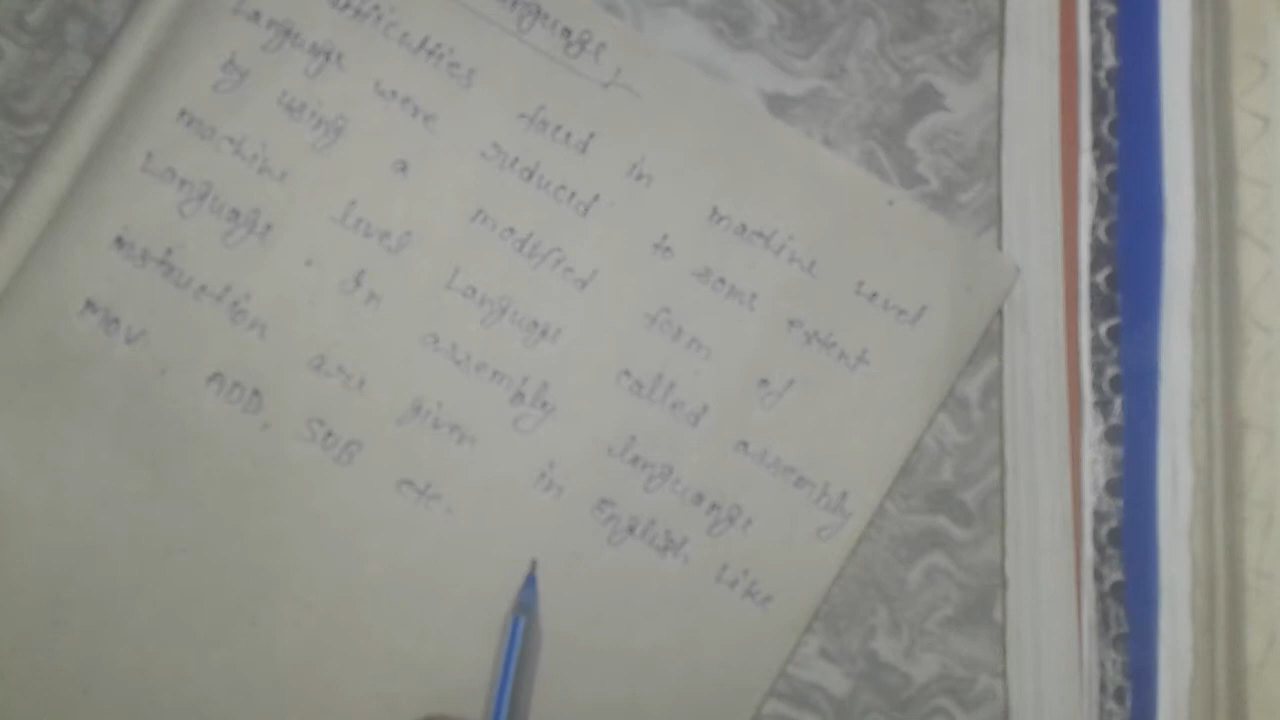 Language
difficulties faced in machine level
Language were reduced to some extent
by using a modified form of
machine level Language called assembly
Language. In assembly languange
instruction are given in English like
MOV, ADD, SUB etc.